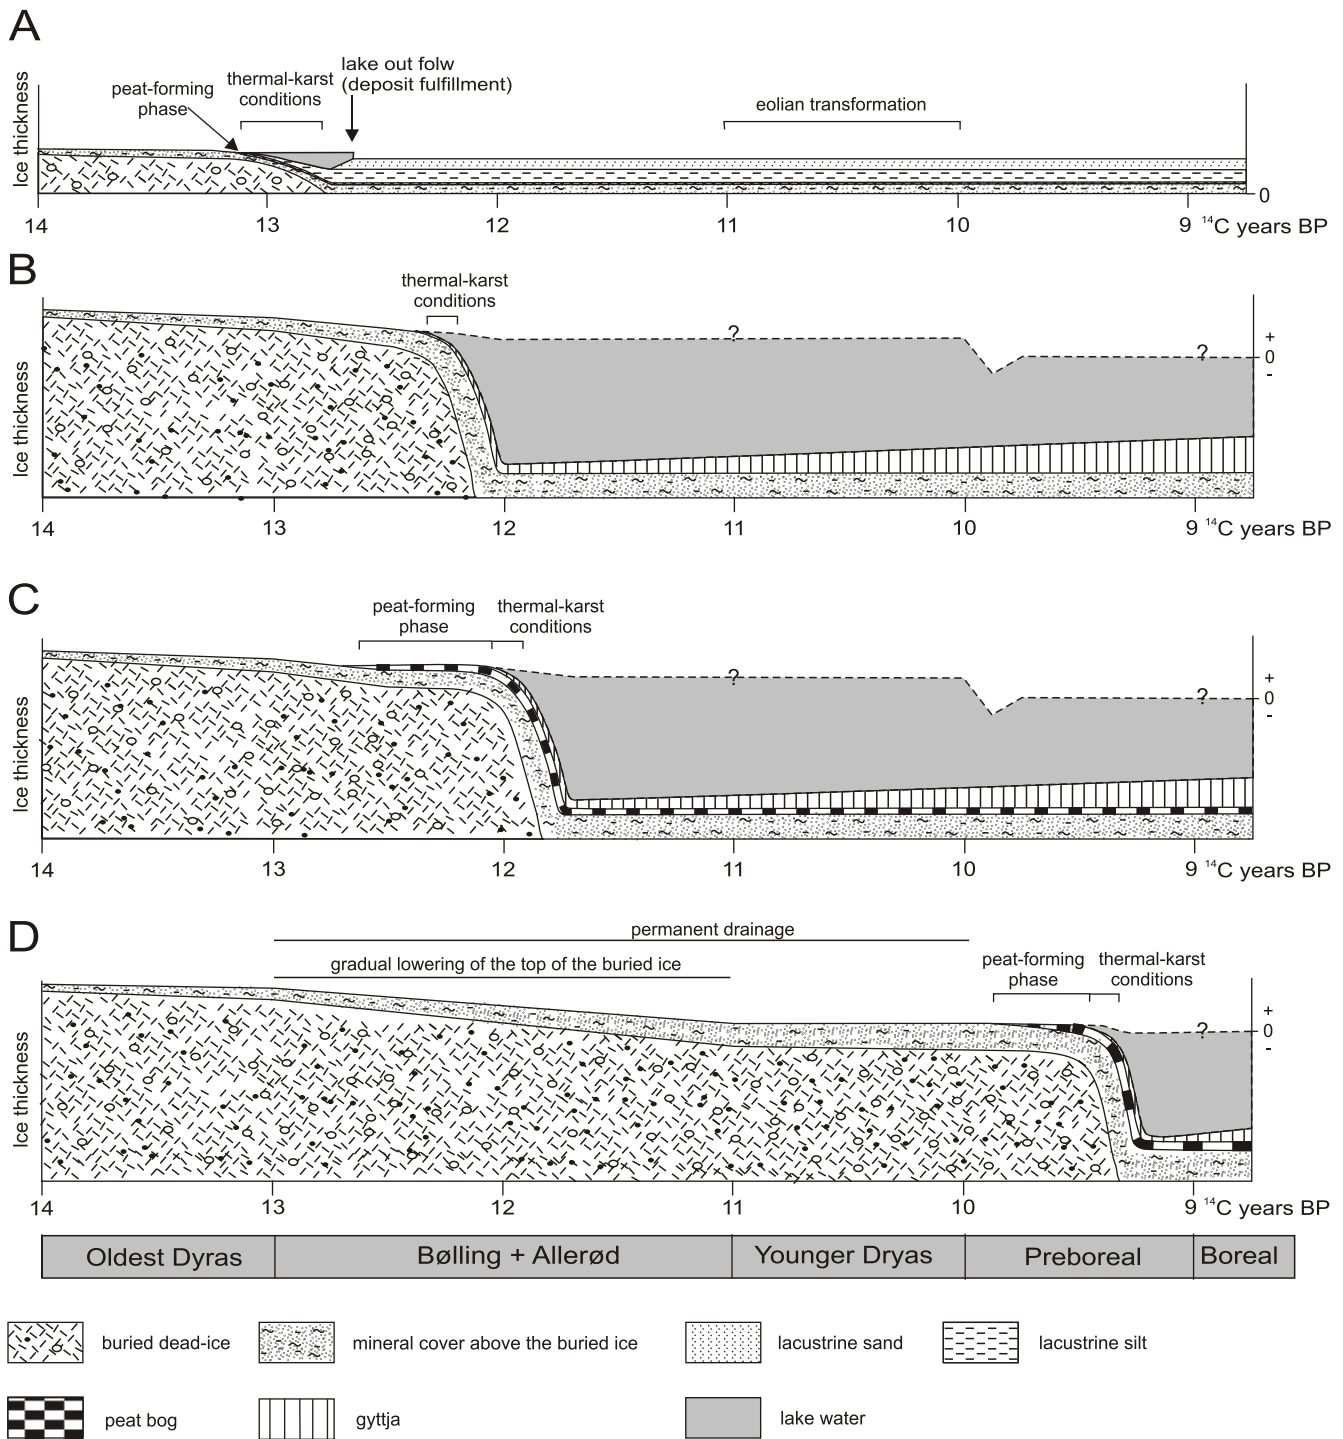 A
lake out folw
(deposit fulfillment)
peat-forming
phase
thermal-karst
conditions
eolian transformation
Ice thickness
0
14 13 12 11 10 9 ¹⁴C years BP
B
thermal-karst
conditions
Ice thickness
? ?
+
0
-
14 13 12 11 10 9 ¹⁴C years BP
C
peat-forming
phase
thermal-karst
conditions
Ice thickness
? ?
+
0
-
14 13 12 11 10 9 ¹⁴C years BP
D
permanent drainage
gradual lowering of the top of the buried ice
peat-forming
phase
thermal-karst
conditions
Ice thickness
?
+
0
-
14 13 12 11 10 9 ¹⁴C years BP
Oldest Dyras Bølling + Allerød Younger Dryas Preboreal Boreal
buried dead-ice mineral cover above the buried ice lacustrine sand lacustrine silt
peat bog gyttja lake water